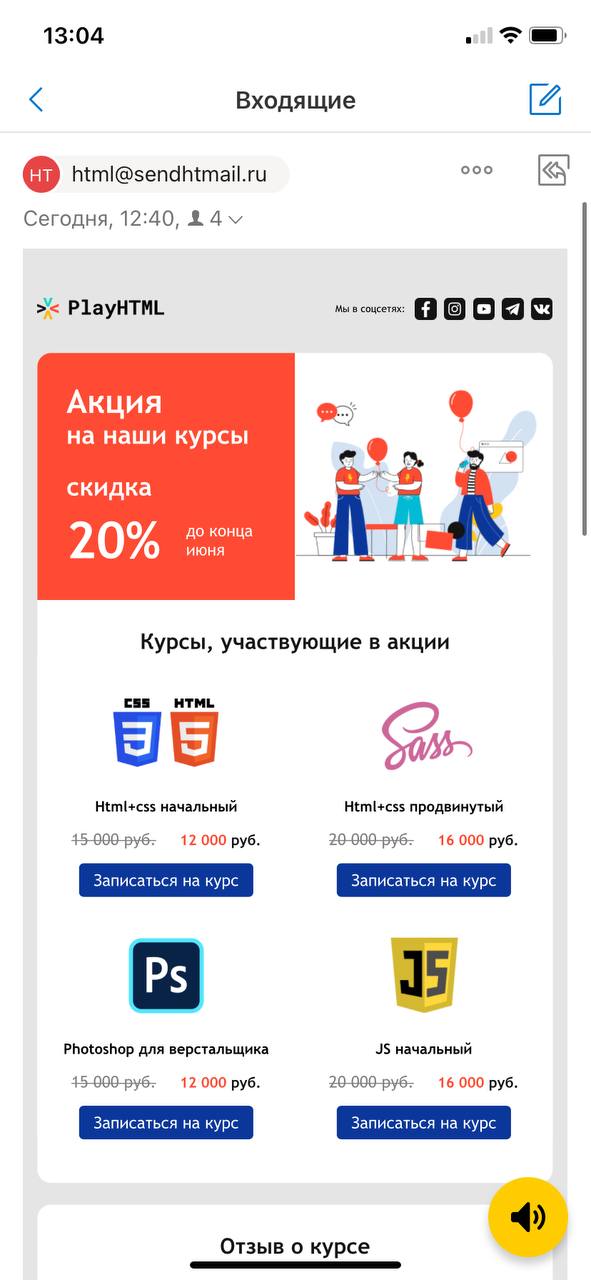 13:04
Входящие
HT html@sendhtmail.ru
Сегодня, 12:40, 4
PlayHTML
Мы в соцсетях:
Акция
на наши курсы
скидка
20% до конца
июня
Курсы, участвующие в акции
CSS HTML
3 5
Sass
Html+css начальный
Html+css продвинутый
15 000 руб. 12 000 руб.
20 000 руб. 16 000 руб.
Записаться на курс
Записаться на курс
Ps
JS
Photoshop для верстальщика
JS начальный
15 000 руб. 12 000 руб.
20 000 руб. 16 000 руб.
Записаться на курс
Записаться на курс
Отзыв о курсе